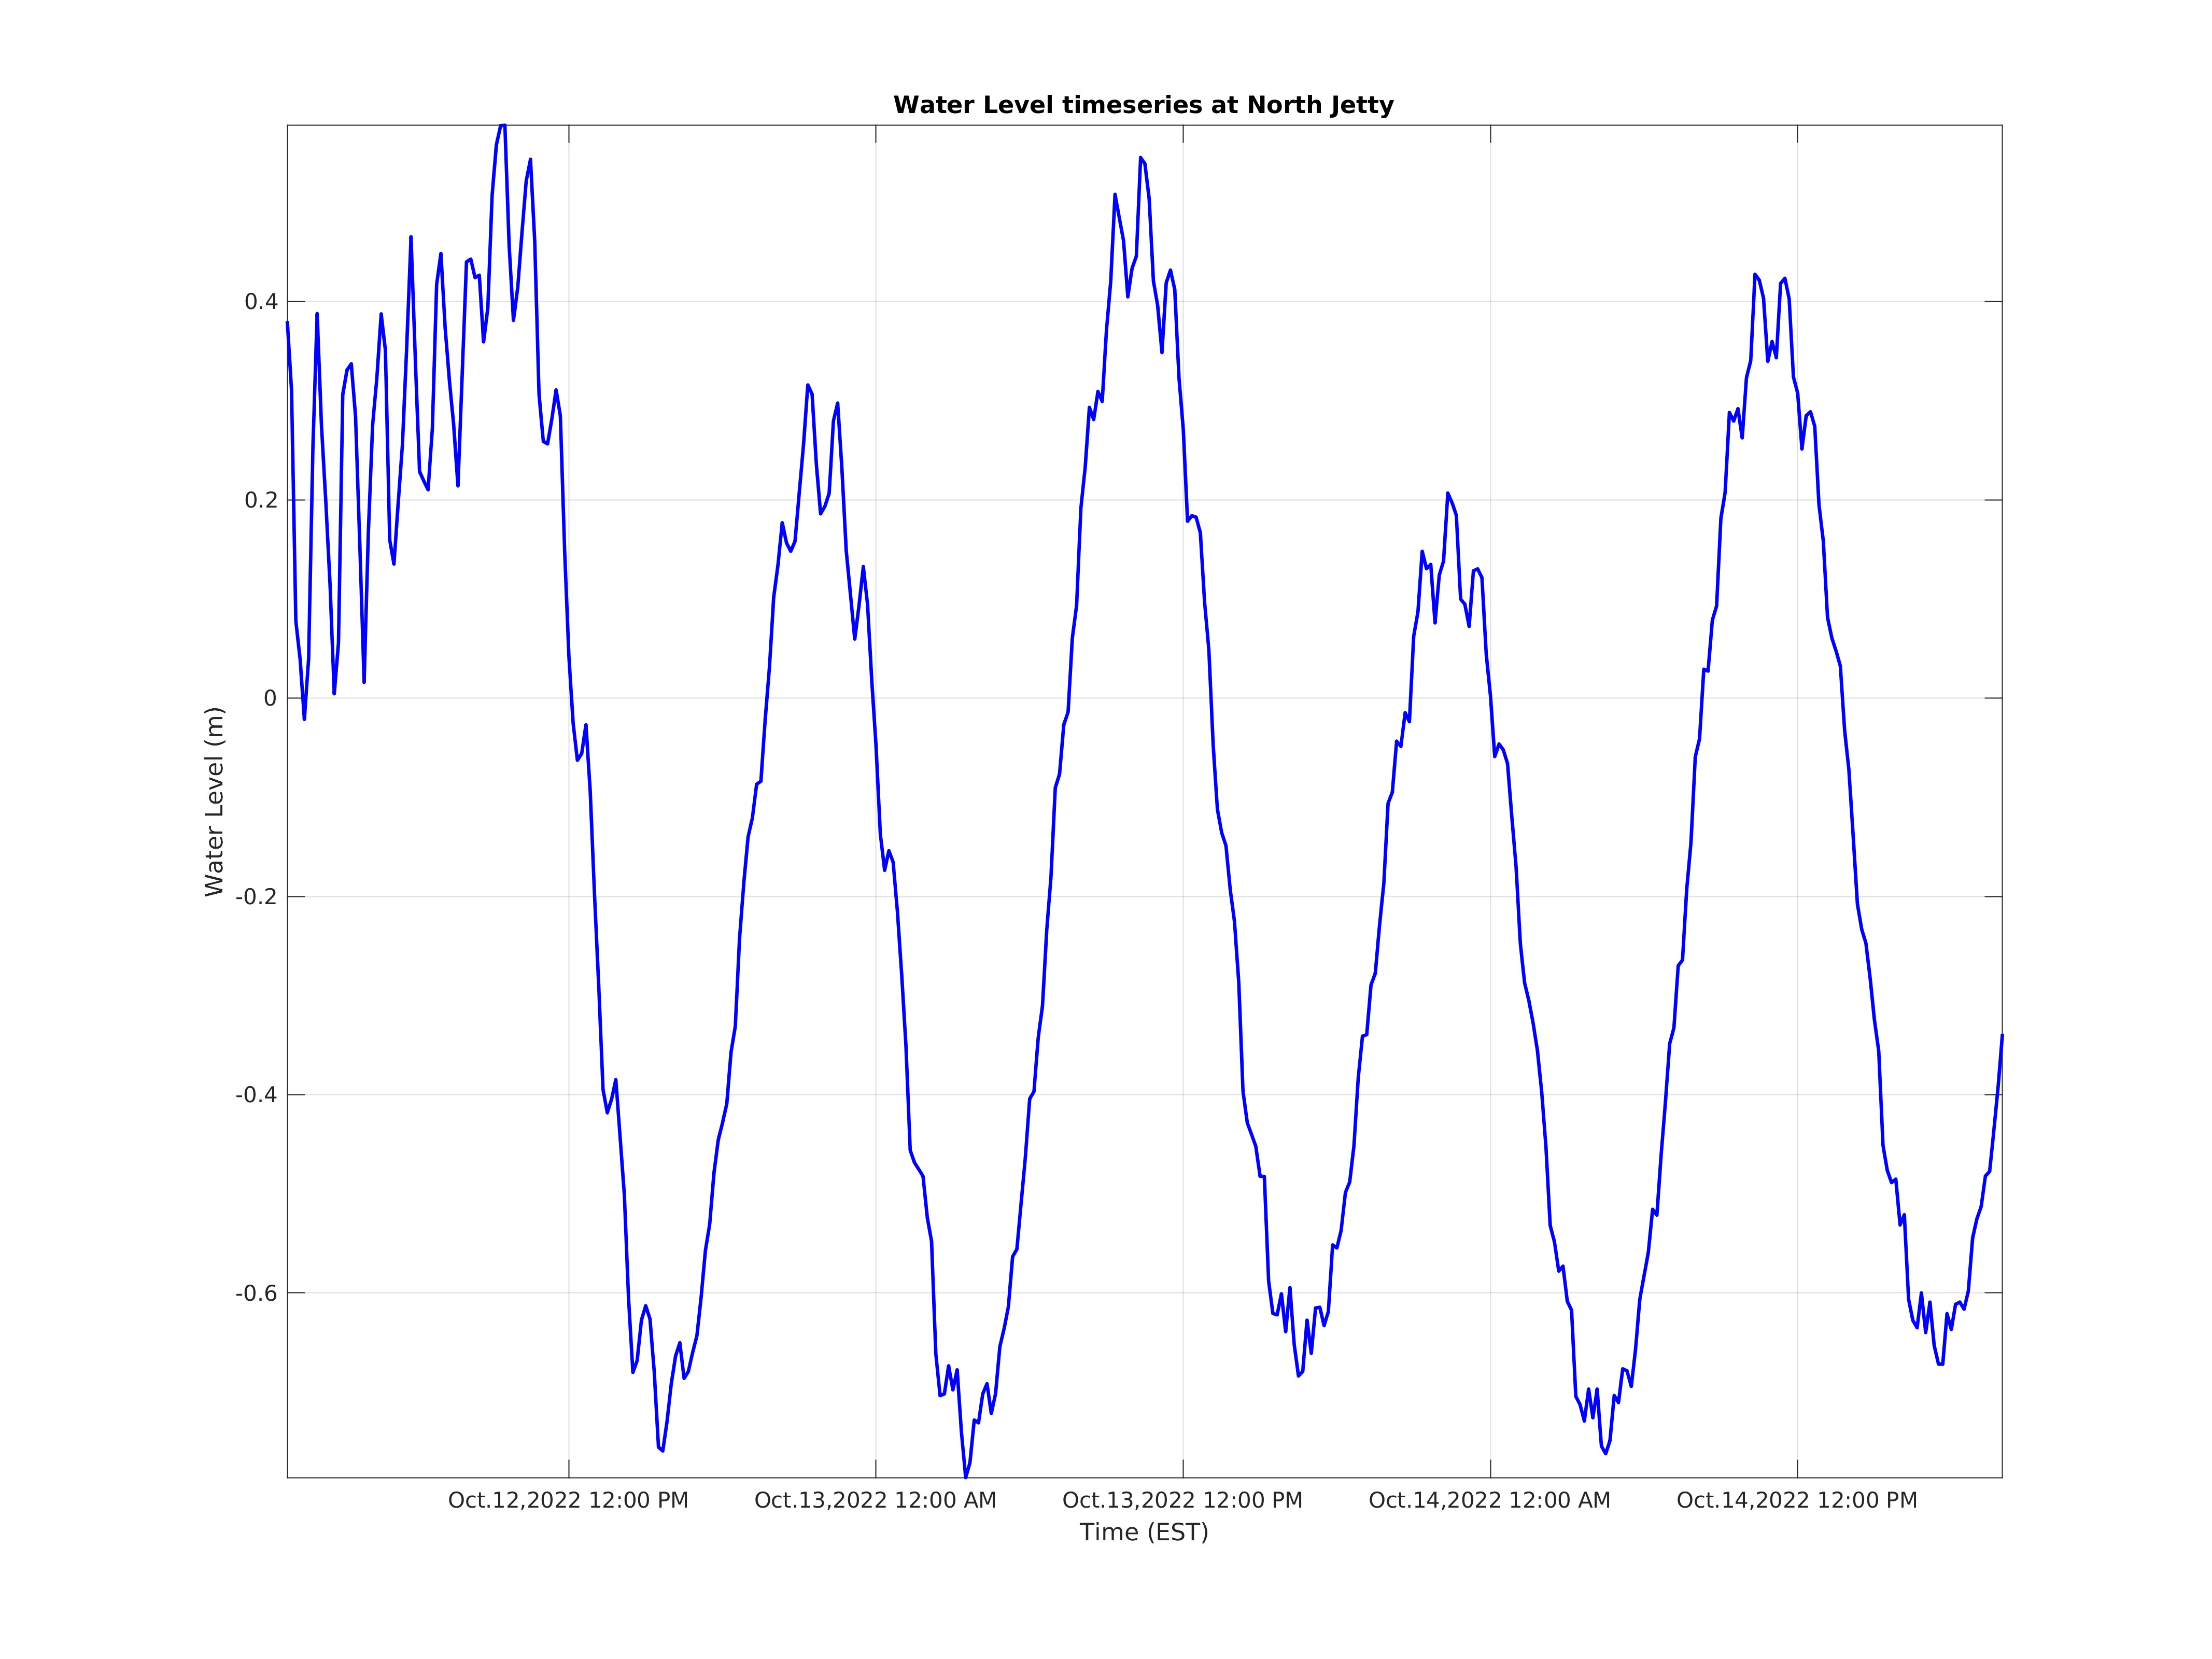 Water Level timeseries at North Jetty
0.4
0.2
0
-0.2
-0.4
-0.6
Water Level (m)
Oct.12,2022 12:00 PM
Oct.13,2022 12:00 AM
Oct.13,2022 12:00 PM
Oct.14,2022 12:00 AM
Oct.14,2022 12:00 PM
Time (EST)